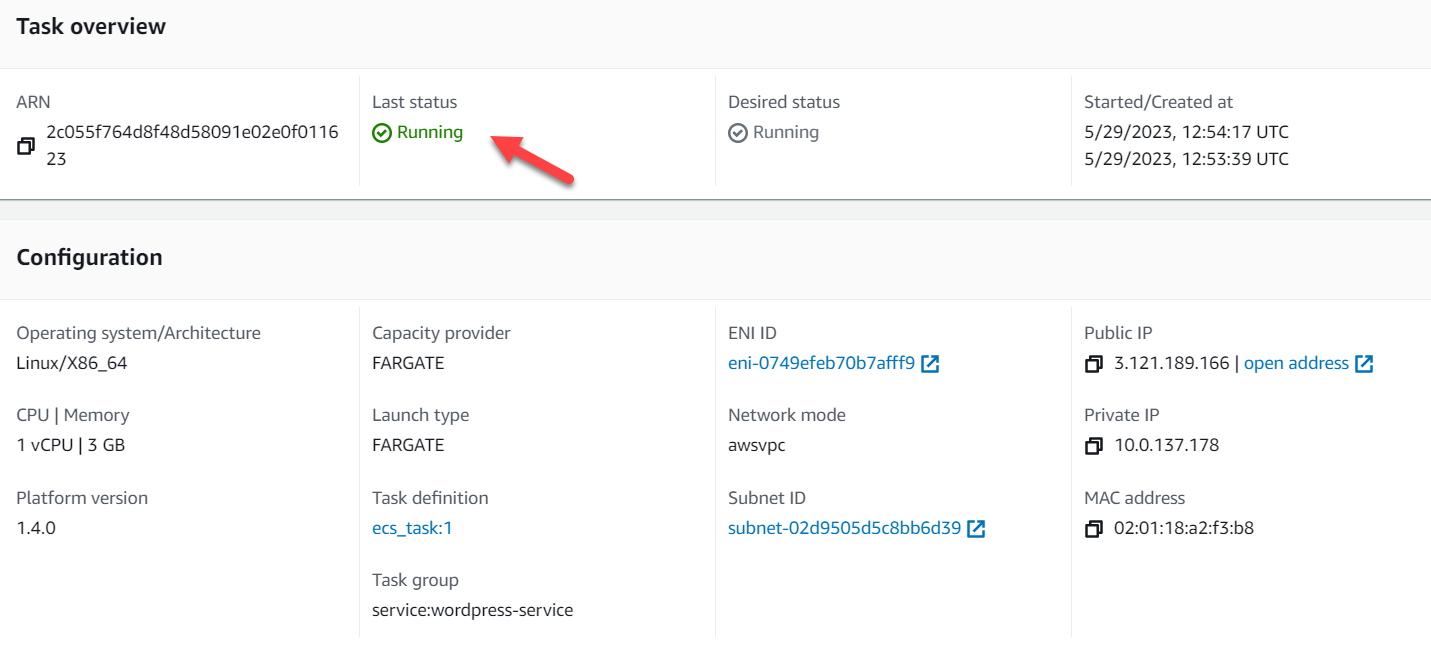 Task overview
ARN
2c055f764d8f48d58091e02e0f0116
23
Last status
Running
Desired status
Running
Started/Created at
5/29/2023, 12:54:17 UTC
5/29/2023, 12:53:39 UTC
Configuration
Operating system/Architecture
Linux/X86_64
CPU | Memory
1 vCPU | 3 GB
Platform version
1.4.0
Capacity provider
FARGATE
Launch type
FARGATE
Task definition
ecs_task:1
Task group
service:wordpress-service
ENI ID
eni-0749efeb70b7afff9
Network mode
awsvpc
Subnet ID
subnet-02d9505d5c8bb6d39
Public IP
3.121.189.166 | open address
Private IP
10.0.137.178
MAC address
02:01:18:a2:f3:b8